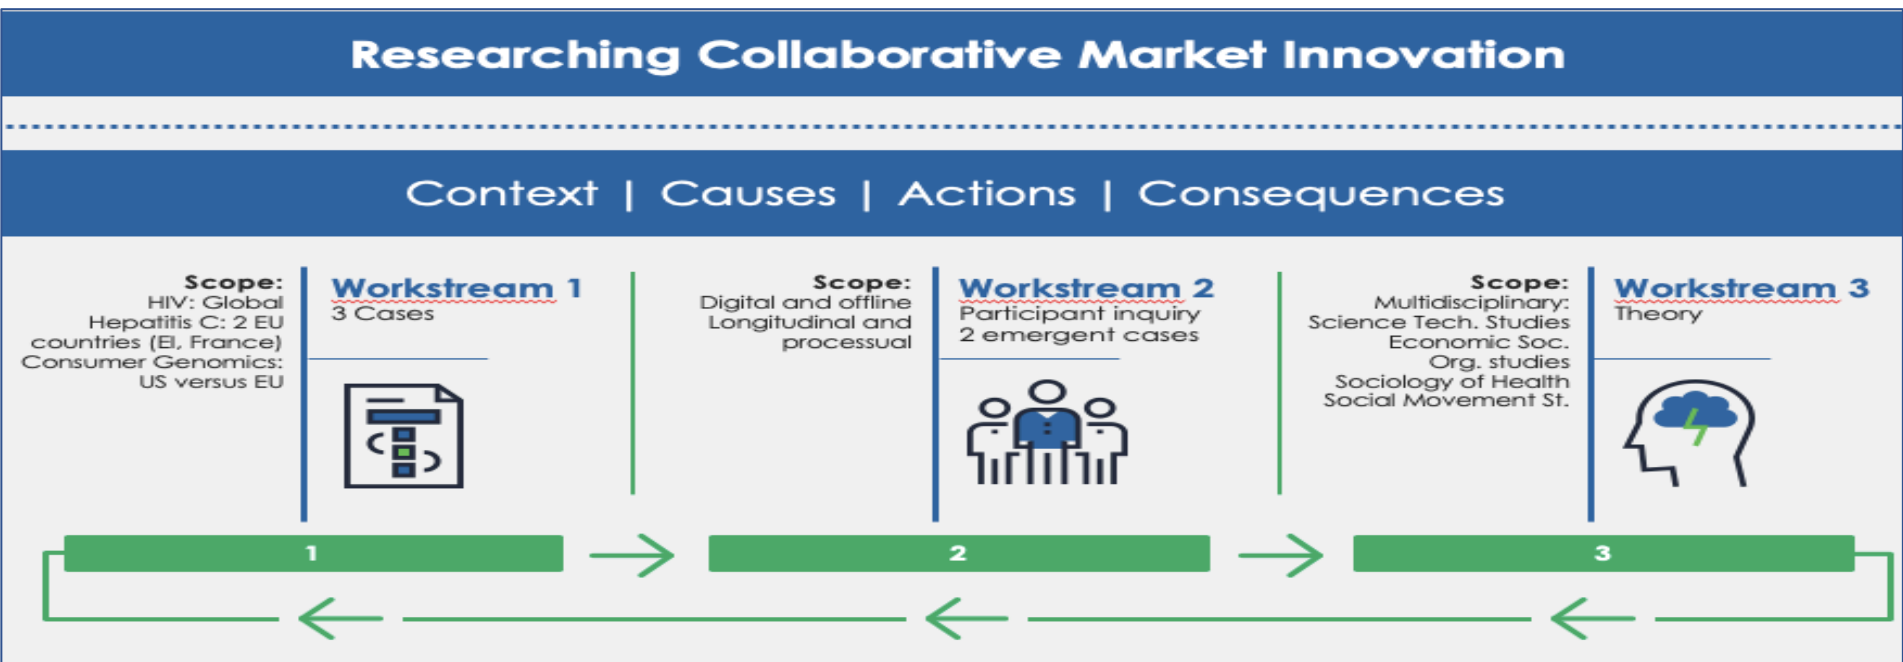 Researching Collaborative Market Innovation
Context | Causes | Actions | Consequences
Scope:
HIV: Global
Hepatitis C: 2 EU
countries (EI, France)
Consumer Genomics:
US versus EU
Workstream 1
3 Cases
Scope:
Digital and offline
Longitudinal and
processual
Workstream 2
Participant inquiry
2 emergent cases
Scope:
Multidisciplinary:
Science Tech. Studies
Economic Soc.
Org. studies
Sociology of Health
Social Movement St.
Workstream 3
Theory
1
2
3